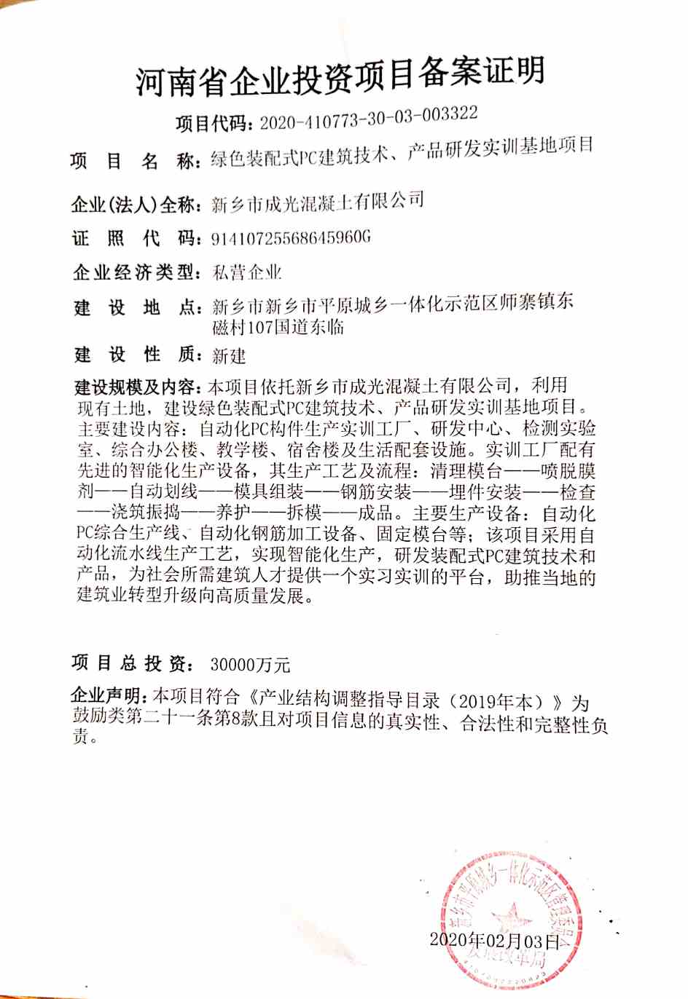 河南省企业投资项目备案证明
项目代码: 2020-410773-30-03-003322
项目名称: 绿色装配式PC建筑技术、产品研发实训基地项目
企业(法人)全称: 新乡市成光混凝土有限公司
证照代码: 91410725568645960G
企业经济类型: 私营企业
建设地点: 新乡市新乡市平原城乡一体化示范区师寨镇东
磁村107国道东临
建设性质: 新建
建设规模及内容: 本项目依托新乡市成光混凝土有限公司，利用
现有土地，建设绿色装配式PC建筑技术、产品研发实训基地项目。
主要建设内容：自动化PC构件生产实训工厂、研发中心、检测实验
室、综合办公楼、教学楼、宿舍楼及生活配套设施。实训工厂配有
先进的智能化生产设备，其生产工艺及流程：清理模台——喷脱膜
剂——自动划线——模具组装——钢筋安装——埋件安装——检查
——浇筑振捣——养护——拆模——成品。主要生产设备：自动化
PC综合生产线、自动化钢筋加工设备、固定模台等；该项目采用自
动化流水线生产工艺，实现智能化生产，研发装配式PC建筑技术和
产品，为社会所需建筑人才提供一个实习实训的平台，助推当地的
建筑业转型升级向高质量发展。
项目总投资: 30000万元
企业声明: 本项目符合《产业结构调整指导目录（2019年本）》为
鼓励类第二十一条第8款且对项目信息的真实性、合法性和完整性负
责。
新乡市平原城乡一体化示范区管理委员会
2020年02月03日
发展改革局